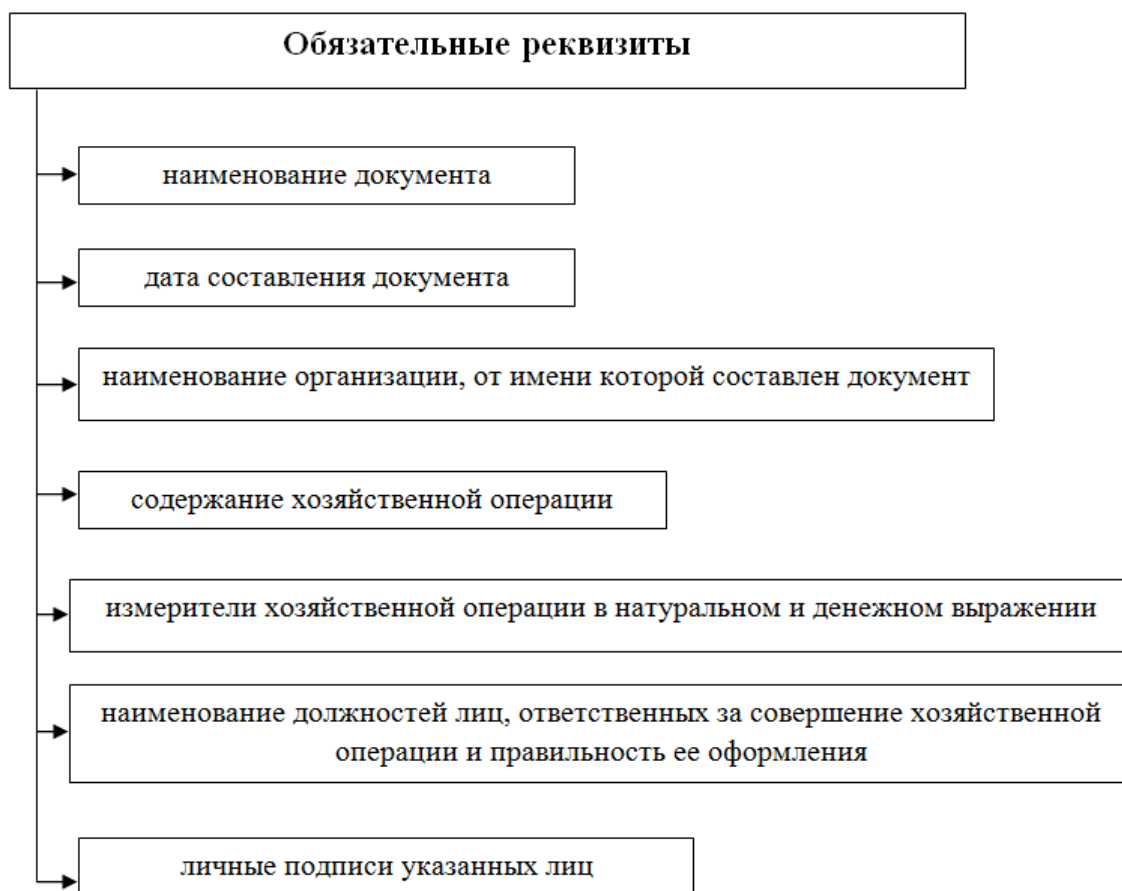 Обязательные реквизиты
наименование документа
дата составления документа
наименование организации, от имени которой составлен документ
содержание хозяйственной операции
измерители хозяйственной операции в натуральном и денежном выражении
наименование должностей лиц, ответственных за совершение хозяйственной
операции и правильность ее оформления
личные подписи указанных лиц